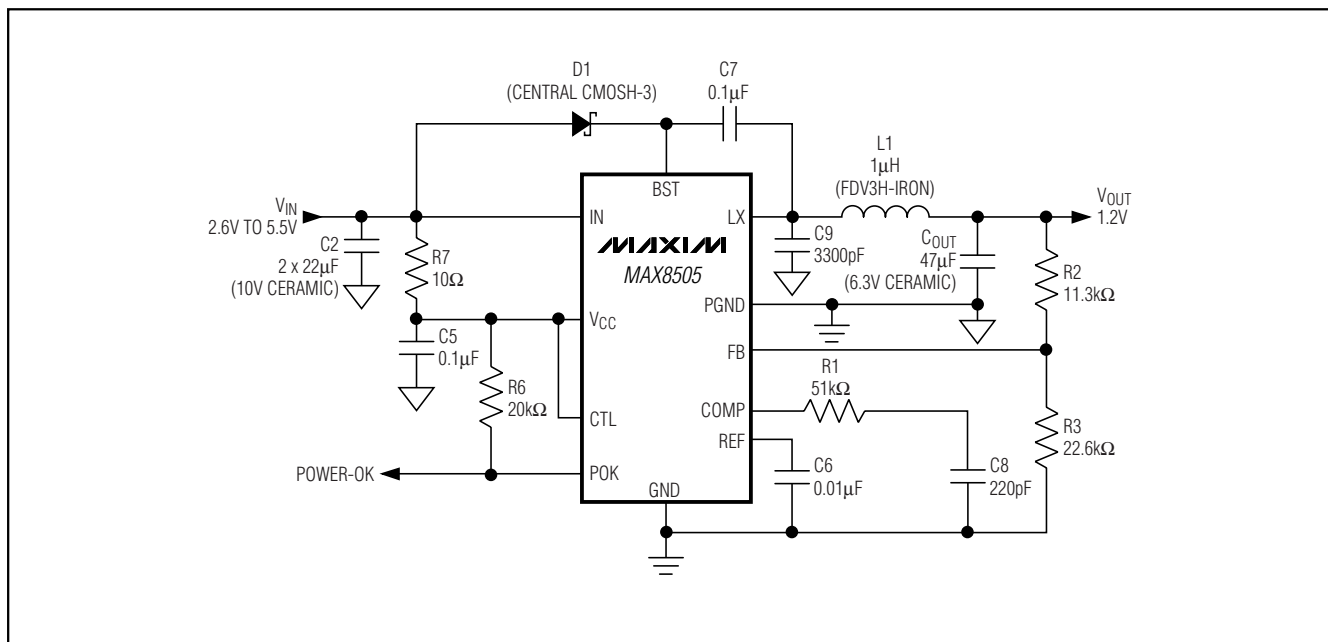 D1
(CENTRAL CMOSH-3)
C7
0.1µF
L1
1µH
(FDV3H-IRON)
BST
VIN
2.6V TO 5.5V
IN
LX
VOUT
1.2V
C2
2 x 22µF
(10V CERAMIC)
R7
10Ω
MAXIM
MAX8505
C9
3300pF
COUT
47µF
(6.3V CERAMIC)
R2
11.3kΩ
PGND
VCC
C5
0.1µF
FB
R6
20kΩ
R1
51kΩ
CTL
COMP
REF
R3
22.6kΩ
POWER-OK
POK
GND
C6
0.01µF
C8
220pF